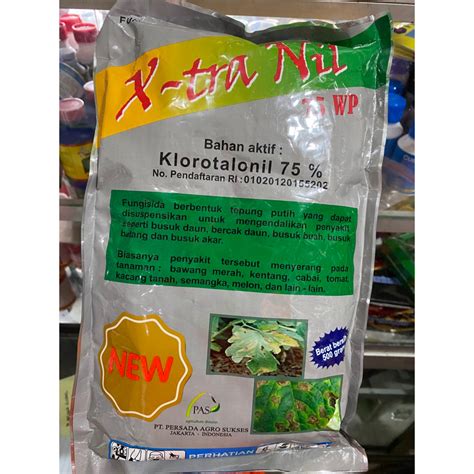 X-tra Nil
75 WP
Bahan aktif :
Klorotalonil 75 %
No. Pendaftaran RI :01020120155202
Fungisida berbentuk tepung putih yang dapat
disuspensikan untuk mengendalikan penyakit
seperti busuk daun, bercak daun, busuk buah, busuk
batang dan busuk akar.
Biasanya penyakit tersebut menyerang pada
tanaman : bawang merah, kentang, cabai, tomat,
kacang tanah, semangka, melon, dan lain - lain.
NEW
Berat bersih
500 gram
PAS
PT. PERSADA AGRO SUKSES
JAKARTA - INDONESIA
PERHATIAN